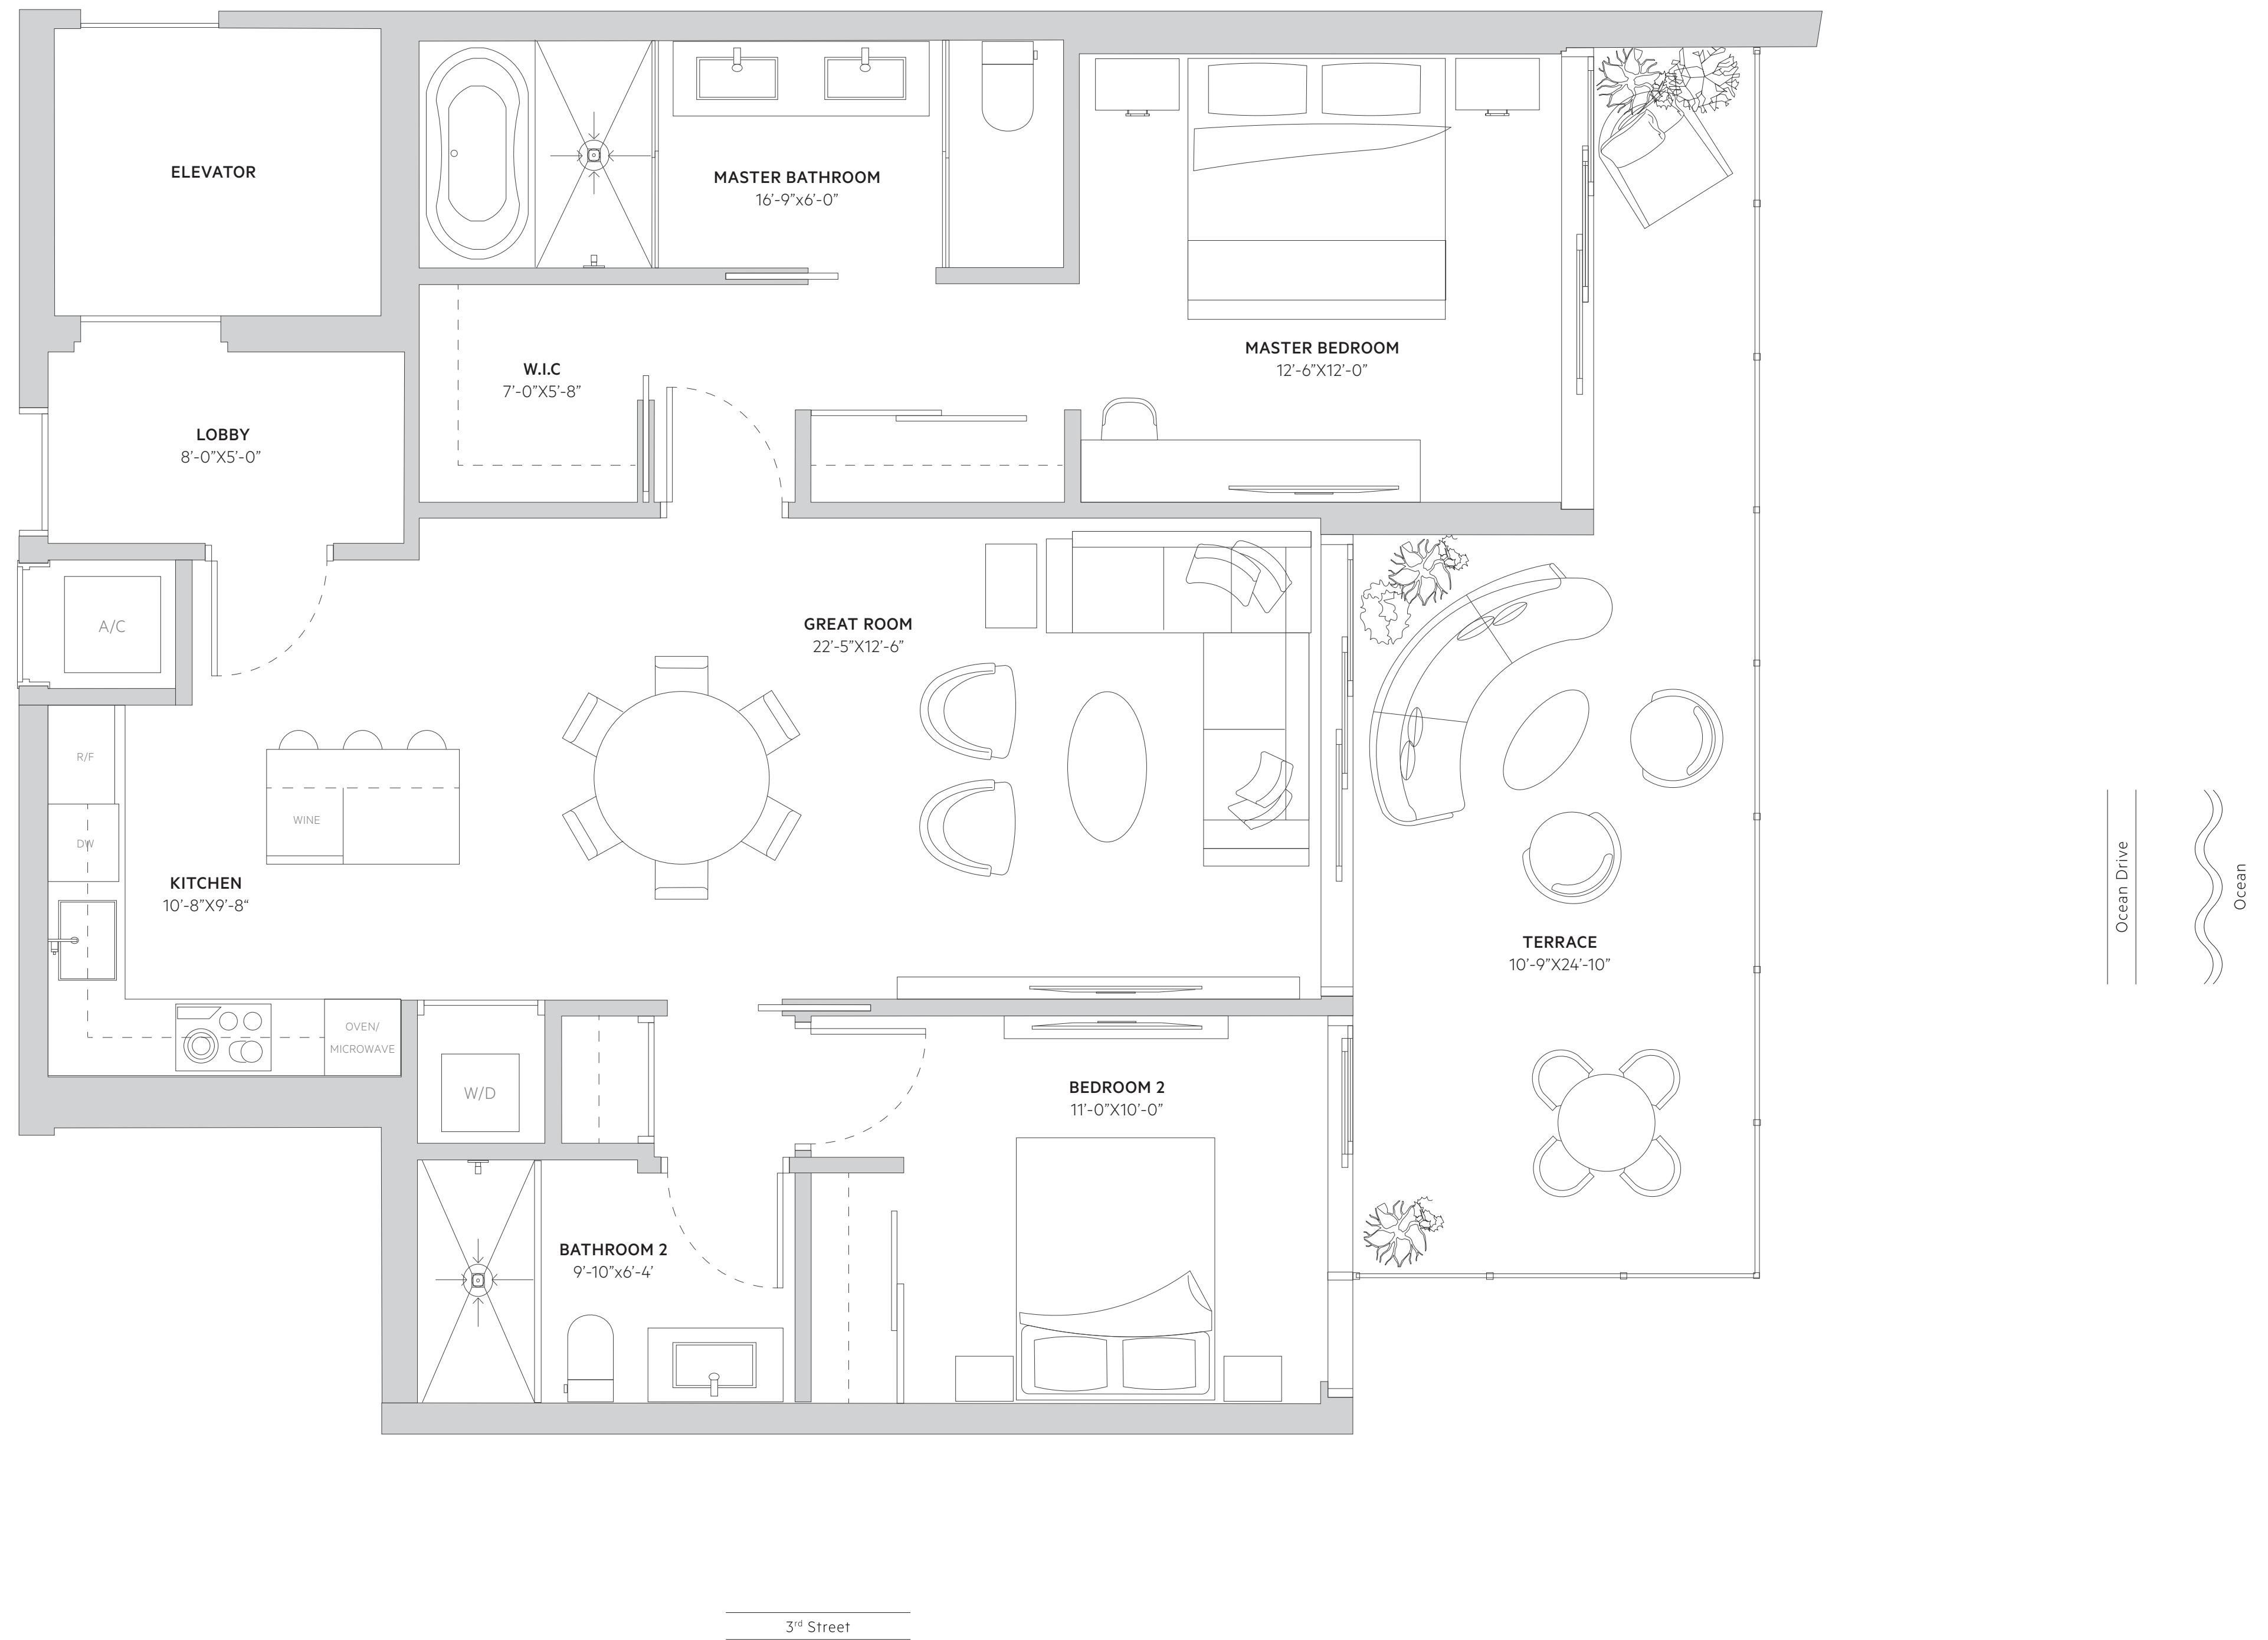 ELEVATOR
MASTER BATHROOM
16’-9”x6’-0”
W.I.C
7’-0”X5’-8”
MASTER BEDROOM
12’-6”X12’-0”
LOBBY
8’-0”X5’-0”
A/C
GREAT ROOM
22’-5”X12’-6”
R/F
DW
WINE
KITCHEN
10’-8”X9’-8“
OVEN/
MICROWAVE
W/D
TERRACE
10’-9”X24’-10”
BEDROOM 2
11’-0”X10’-0”
BATHROOM 2
9’-10”x6’-4’
Ocean Drive
Ocean
3rd Street